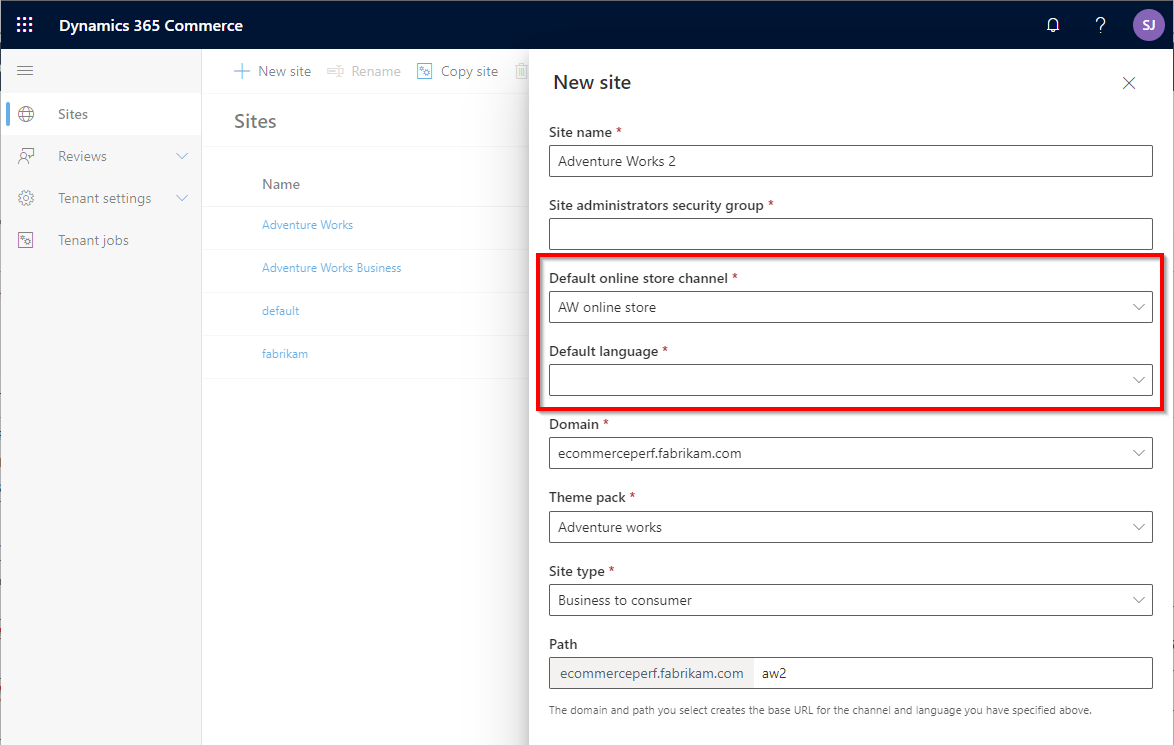 Dynamics 365 Commerce
?
SJ
New site
Rename
Copy site
Sites
Reviews
Tenant settings
Tenant jobs
Sites
Name
Adventure Works
Adventure Works Business
default
fabrikam
New site
Site name *
Adventure Works 2
Site administrators security group *
Default online store channel *
AW online store
Default language *
Domain *
ecommerceperf.fabrikam.com
Theme pack *
Adventure works
Site type *
Business to consumer
Path
ecommerceperf.fabrikam.com aw2
The domain and path you select creates the base URL for the channel and language you have specified above.